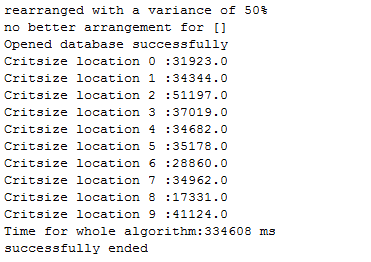 rearranged with a variance of 50%
no better arrangement for []
Opened database successfully
Critsize location 0 :31923.0
Critsize location 1 :34344.0
Critsize location 2 :51197.0
Critsize location 3 :37019.0
Critsize location 4 :34682.0
Critsize location 5 :35178.0
Critsize location 6 :28860.0
Critsize location 7 :34962.0
Critsize location 8 :17331.0
Critsize location 9 :41124.0
Time for whole algorithm:334608 ms
successfully ended